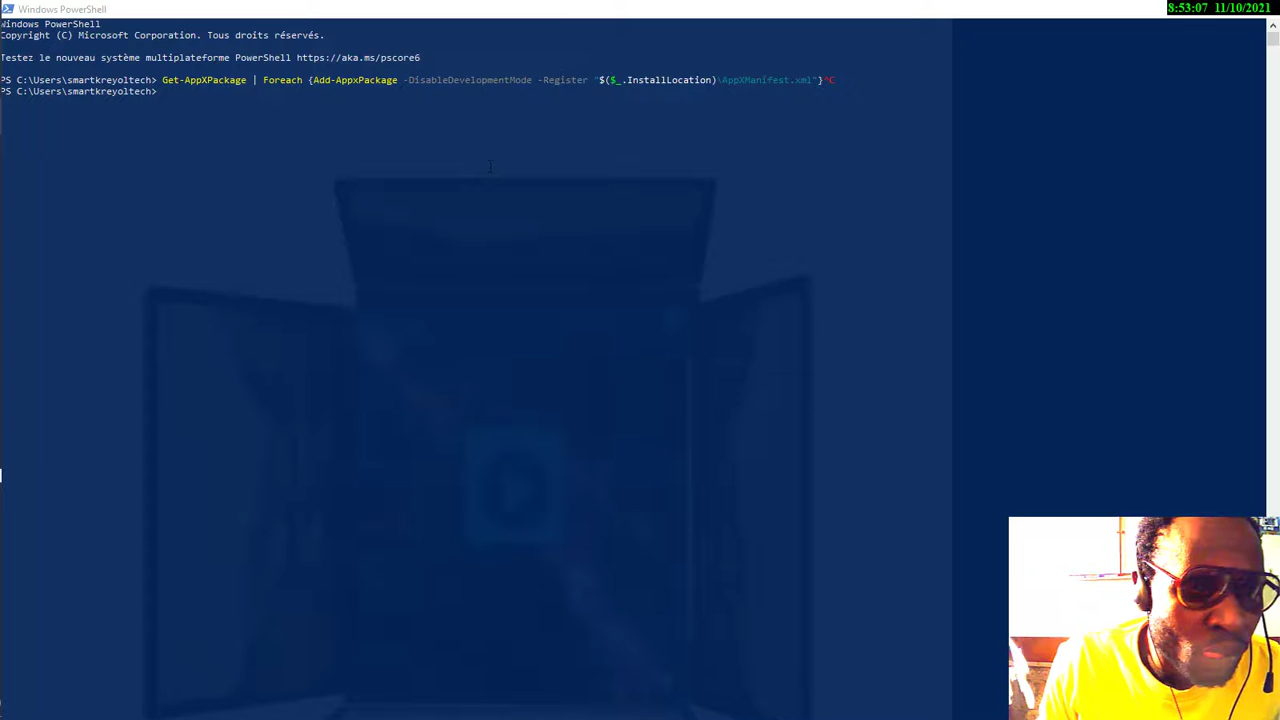 Windows PowerShell
8:53:07 11/10/2021
Windows PowerShell
Copyright (C) Microsoft Corporation. Tous droits réservés.
Testez le nouveau système multiplateforme PowerShell https://aka.ms/pscore6
PS C:\Users\smartkreyoltech> Get-AppXPackage | Foreach {Add-AppxPackage -DisableDevelopmentMode -Register "$($_.InstallLocation)\AppXManifest.xml"}^C
PS C:\Users\smartkreyoltech>